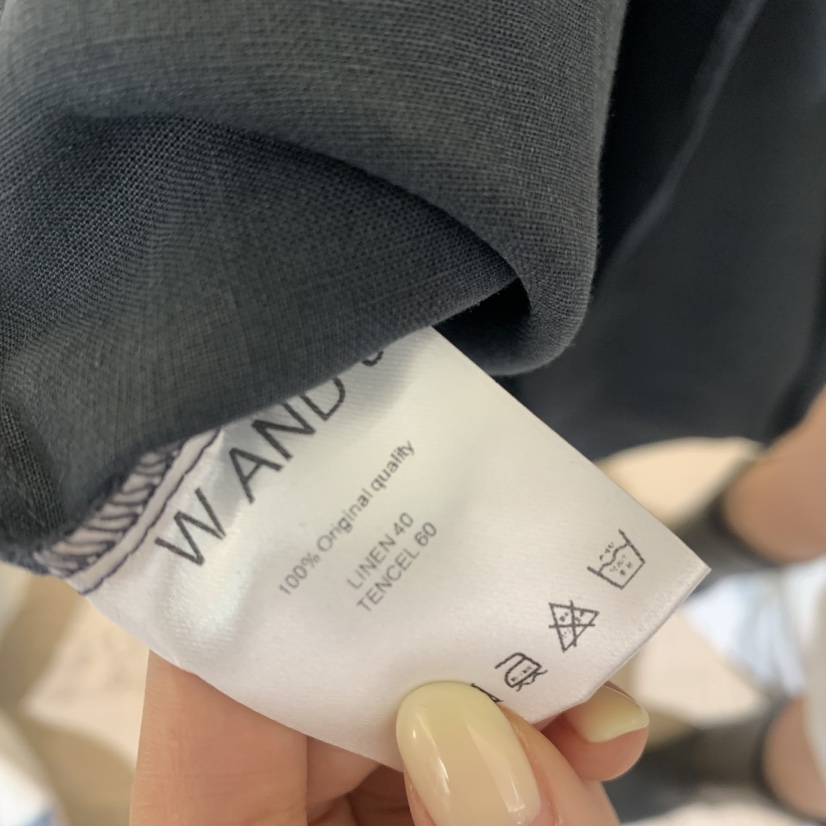 W AND
100% Original quality
LINEN 40
TENCEL 60